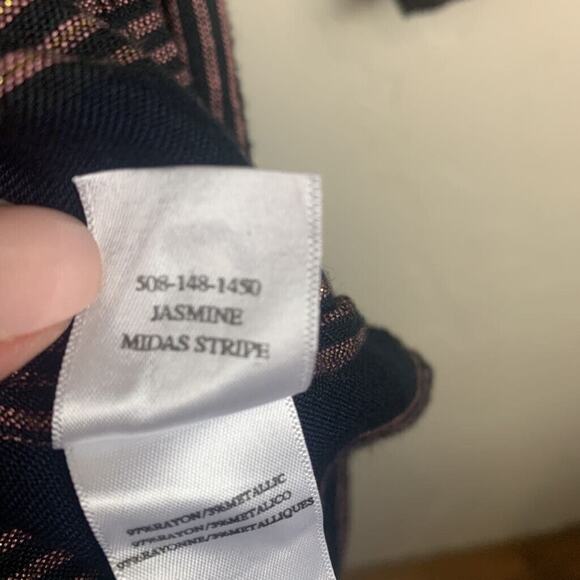 508-148-1450
JASMINE
MIDAS STRIPE
97%RAYON/3%METALLIC
97%RAYON/3%METALICO
97%RAYONNE/3%METALLIQUES